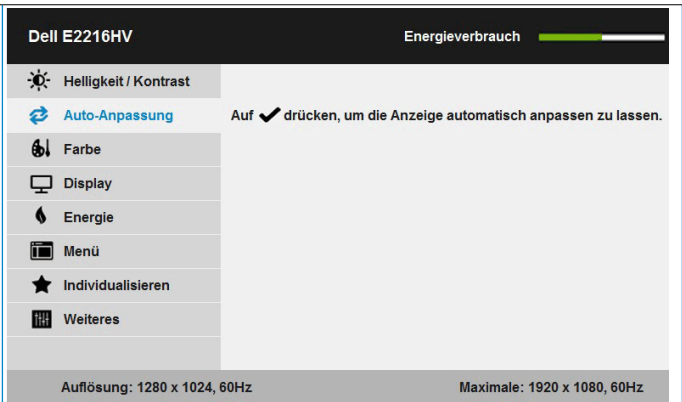 Dell E2216HV
Energieverbrauch
Helligkeit / Kontrast
Auto-Anpassung
Auf ✔ drücken, um die Anzeige automatisch anpassen zu lassen.
Farbe
Display
Energie
Menü
Individualisieren
Weiteres
Auflösung: 1280 x 1024, 60Hz
Maximale: 1920 x 1080, 60Hz